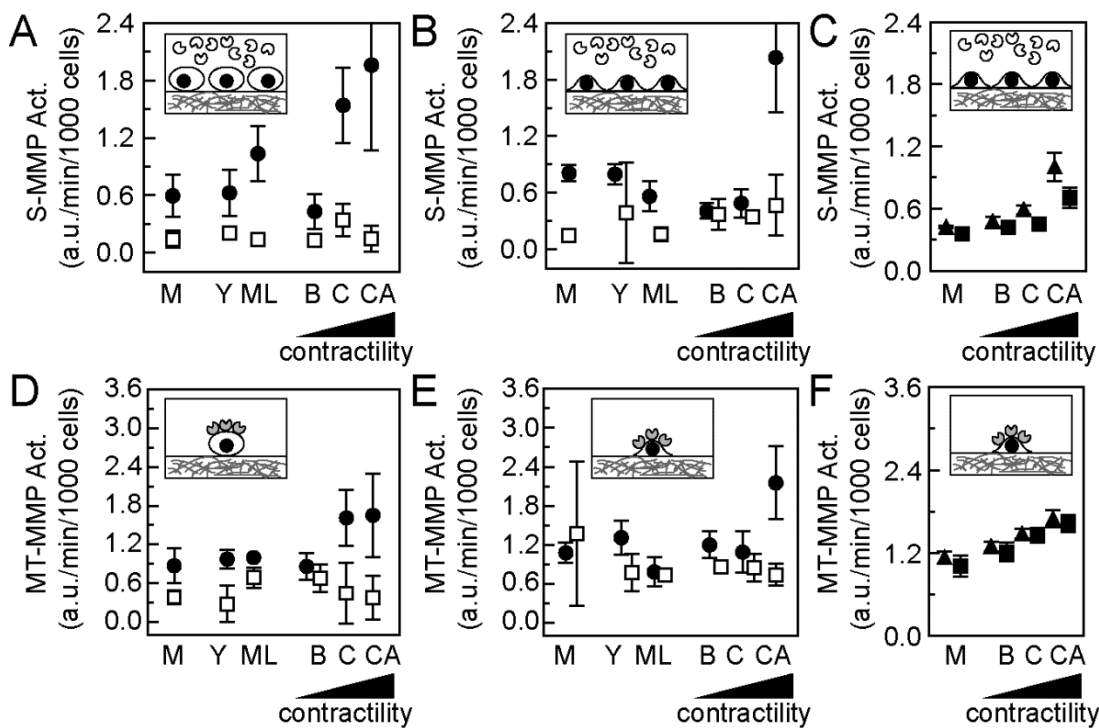 A
S-MMP Act.
(a.u./min/1000 cells)
2.4
1.8
1.2
0.6
0.0
M Y ML B C CA
contractility
B
S-MMP Act.
(a.u./min/1000 cells)
2.4
1.8
1.2
0.6
0.0
M Y ML B C CA
contractility
C
S-MMP Act.
(a.u./min/1000 cells)
2.4
1.8
1.2
0.6
0.0
M B C CA
contractility
D
MT-MMP Act.
(a.u./min/1000 cells)
3.6
3.0
2.4
1.8
1.2
0.6
0.0
M Y ML B C CA
contractility
E
MT-MMP Act.
(a.u./min/1000 cells)
3.6
3.0
2.4
1.8
1.2
0.6
0.0
M Y ML B C CA
contractility
F
MT-MMP Act.
(a.u./min/1000 cells)
3.6
2.4
1.2
0.0
M B C CA
contractility